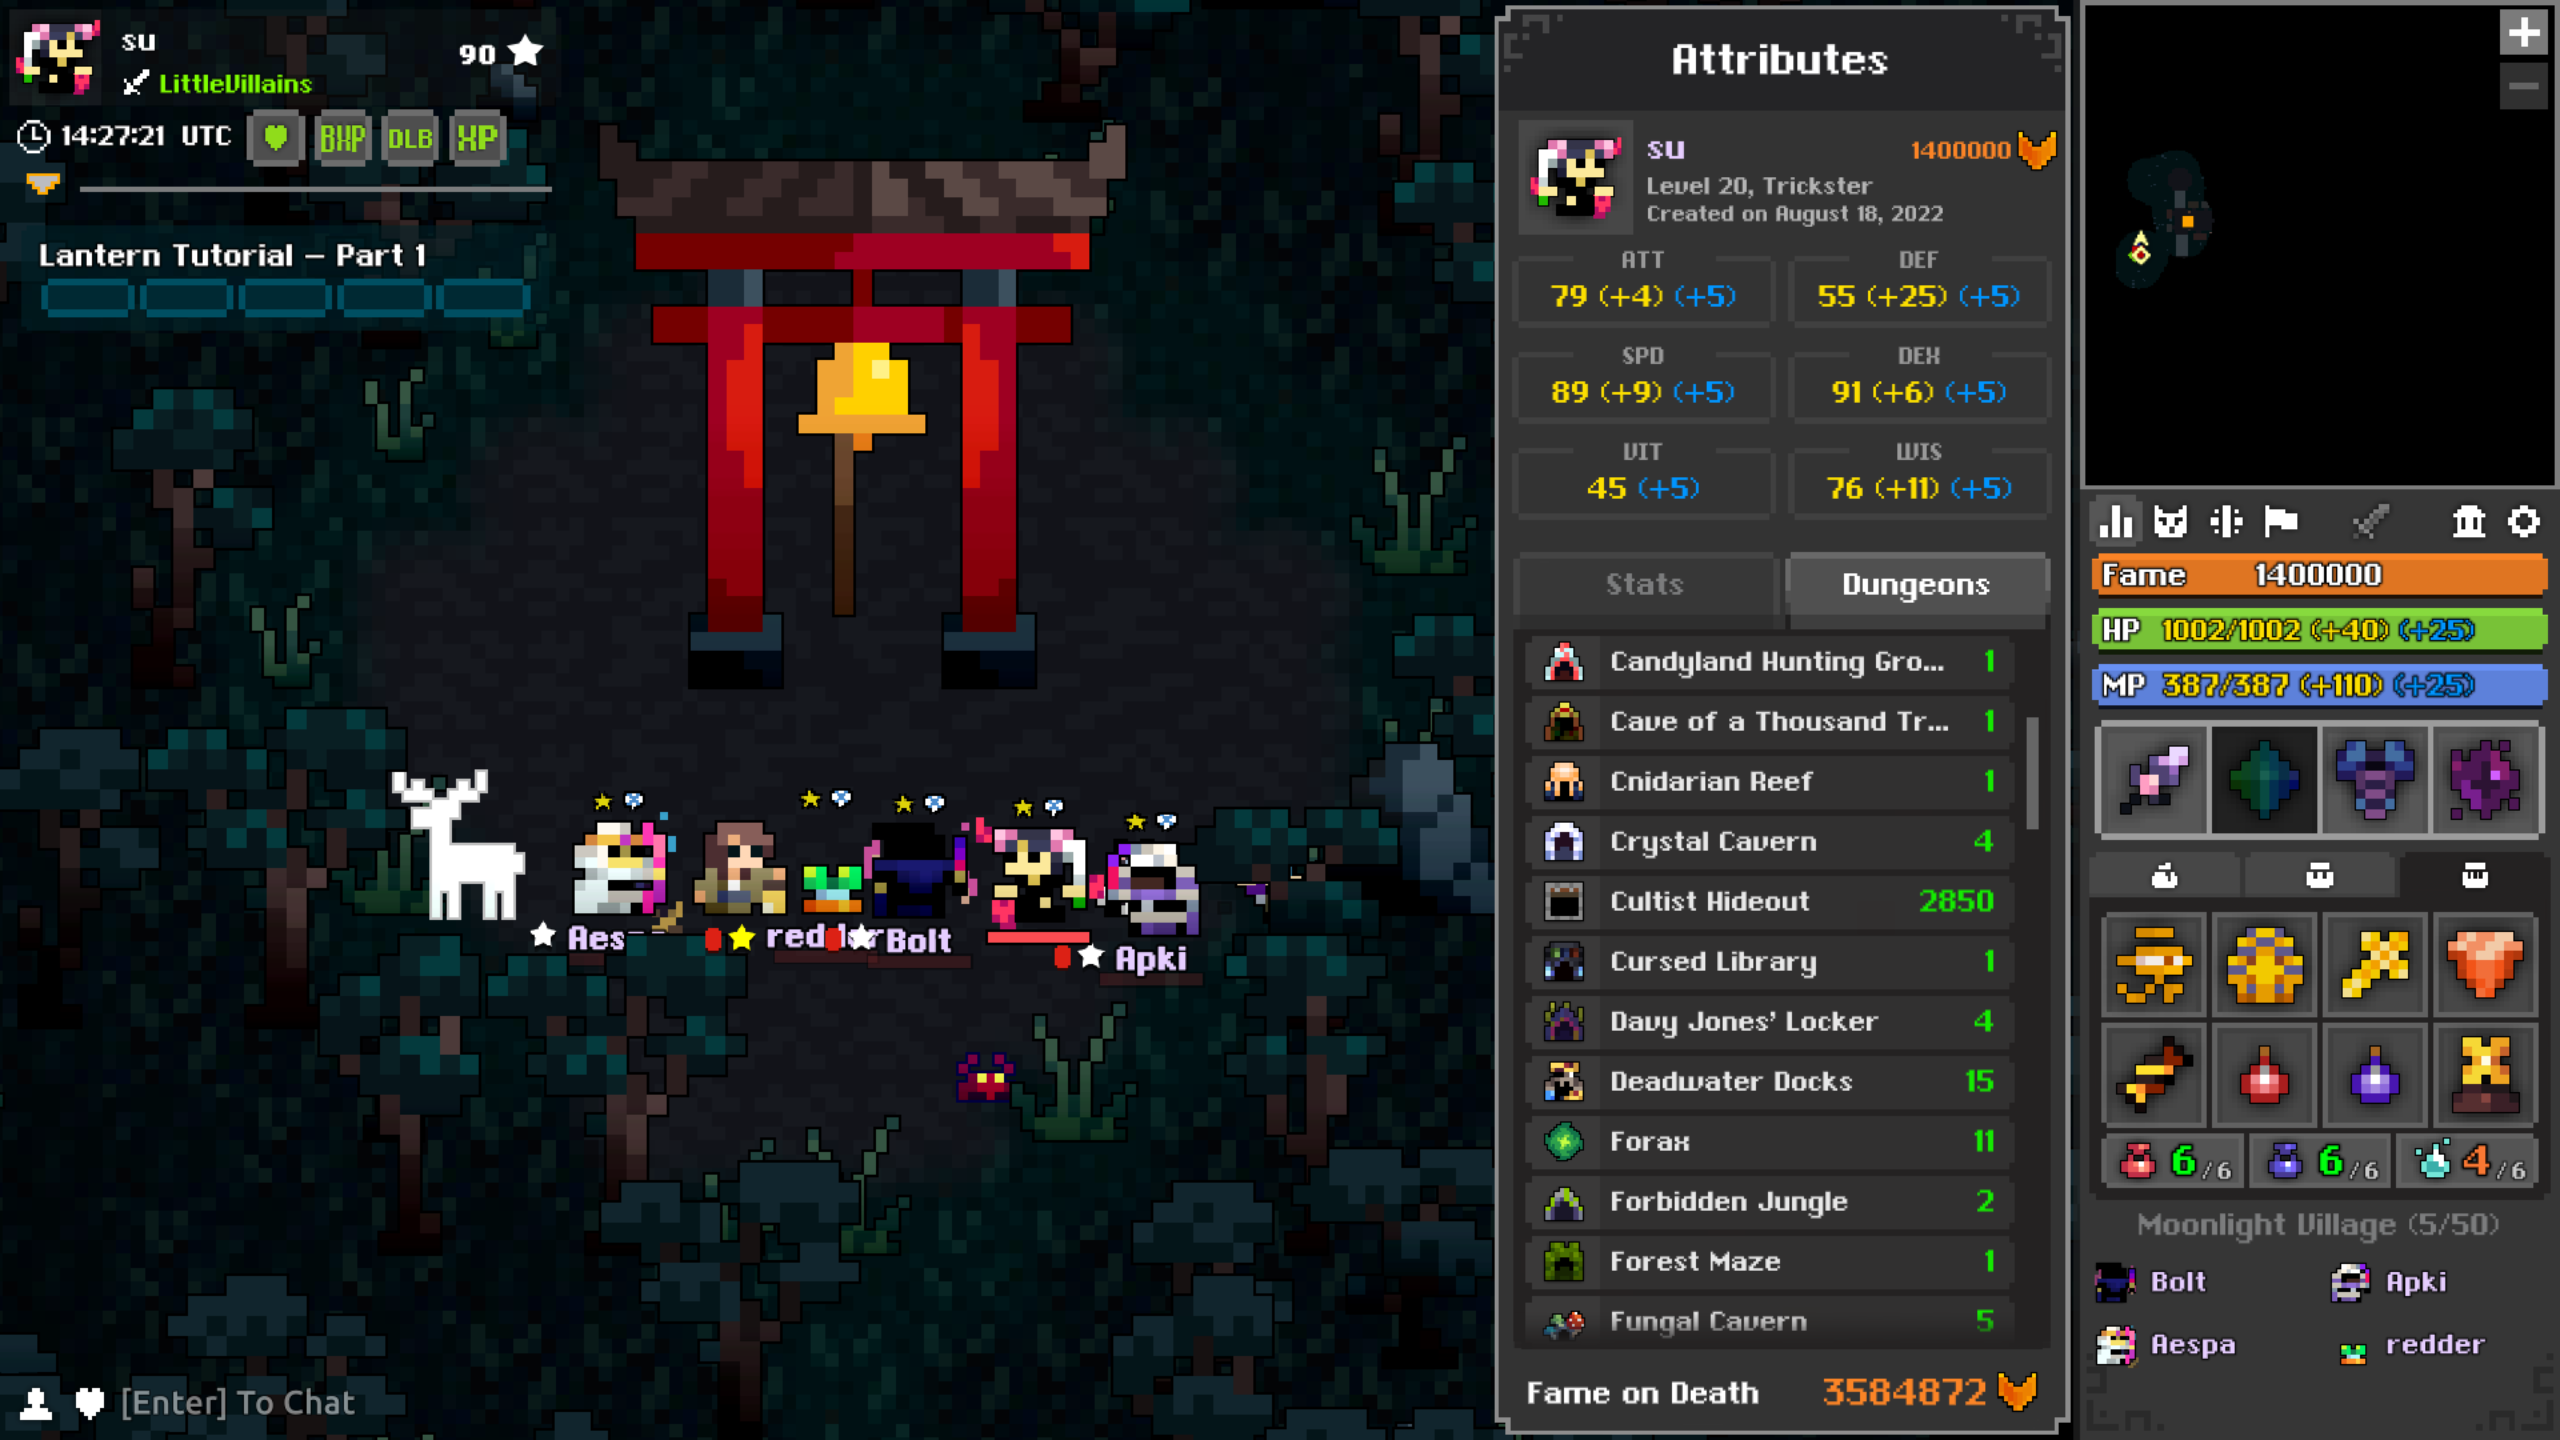 su
90
LittleVillains
14:27:21 UTC
BXP
DLB
XP
Lantern Tutorial – Part 1
Aes
redder
Bolt
Apki
[Enter] To Chat
Attributes
su
1400000
Level 20, Trickster
Created on August 18, 2022
ATT
DEF
79 (+4) (+5)
55 (+25) (+5)
SPD
DEX
89 (+9) (+5)
91 (+6) (+5)
VIT
WIS
45 (+5)
76 (+11) (+5)
Stats
Dungeons
Candyland Hunting Gro... 1
Cave of a Thousand Tr... 1
Cnidarian Reef 1
Crystal Cavern 4
Cultist Hideout 2850
Cursed Library 1
Davy Jones' Locker 4
Deadwater Docks 15
Forax 11
Forbidden Jungle 2
Forest Maze 1
Fungal Cavern 5
Fame on Death 3584872
Fame 1400000
HP 1002/1002 (+40) (+25)
MP 387/387 (+110) (+25)
6/6
6/6
4/6
Moonlight Village (5/50)
Bolt
Apki
Aespa
redder